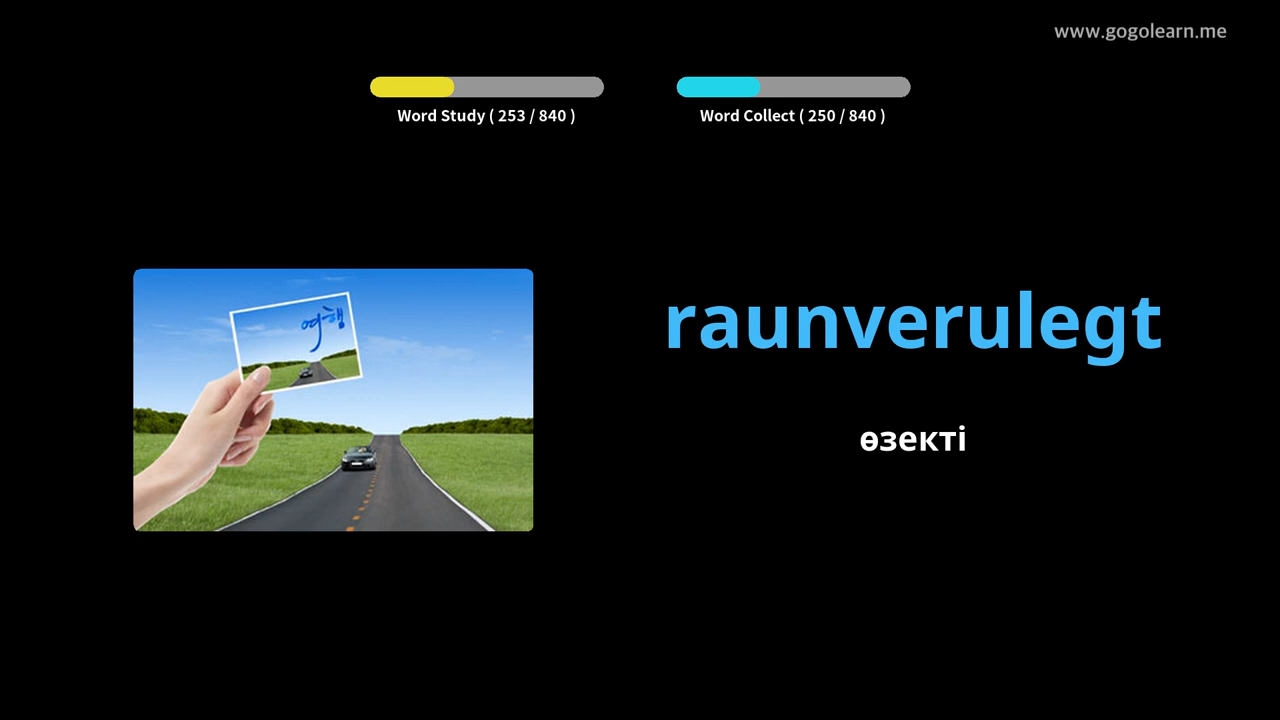 www.gogolearn.me
Word Study ( 253 / 840 )
Word Collect ( 250 / 840 )
여행
raunverulegt
өзекті